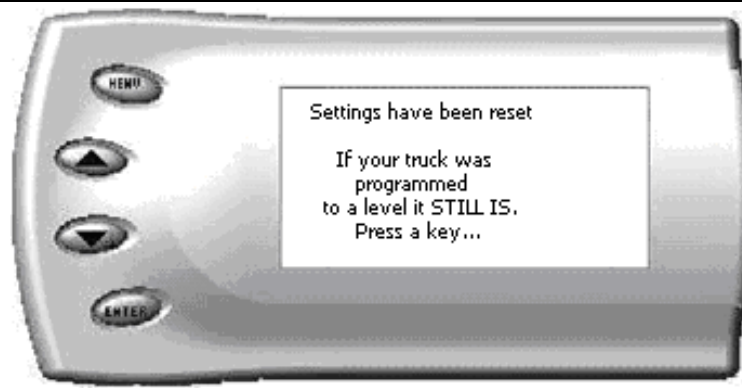 MENU
Settings have been reset
If your truck was
programmed
to a level it STILL IS.
Press a key...
ENTER